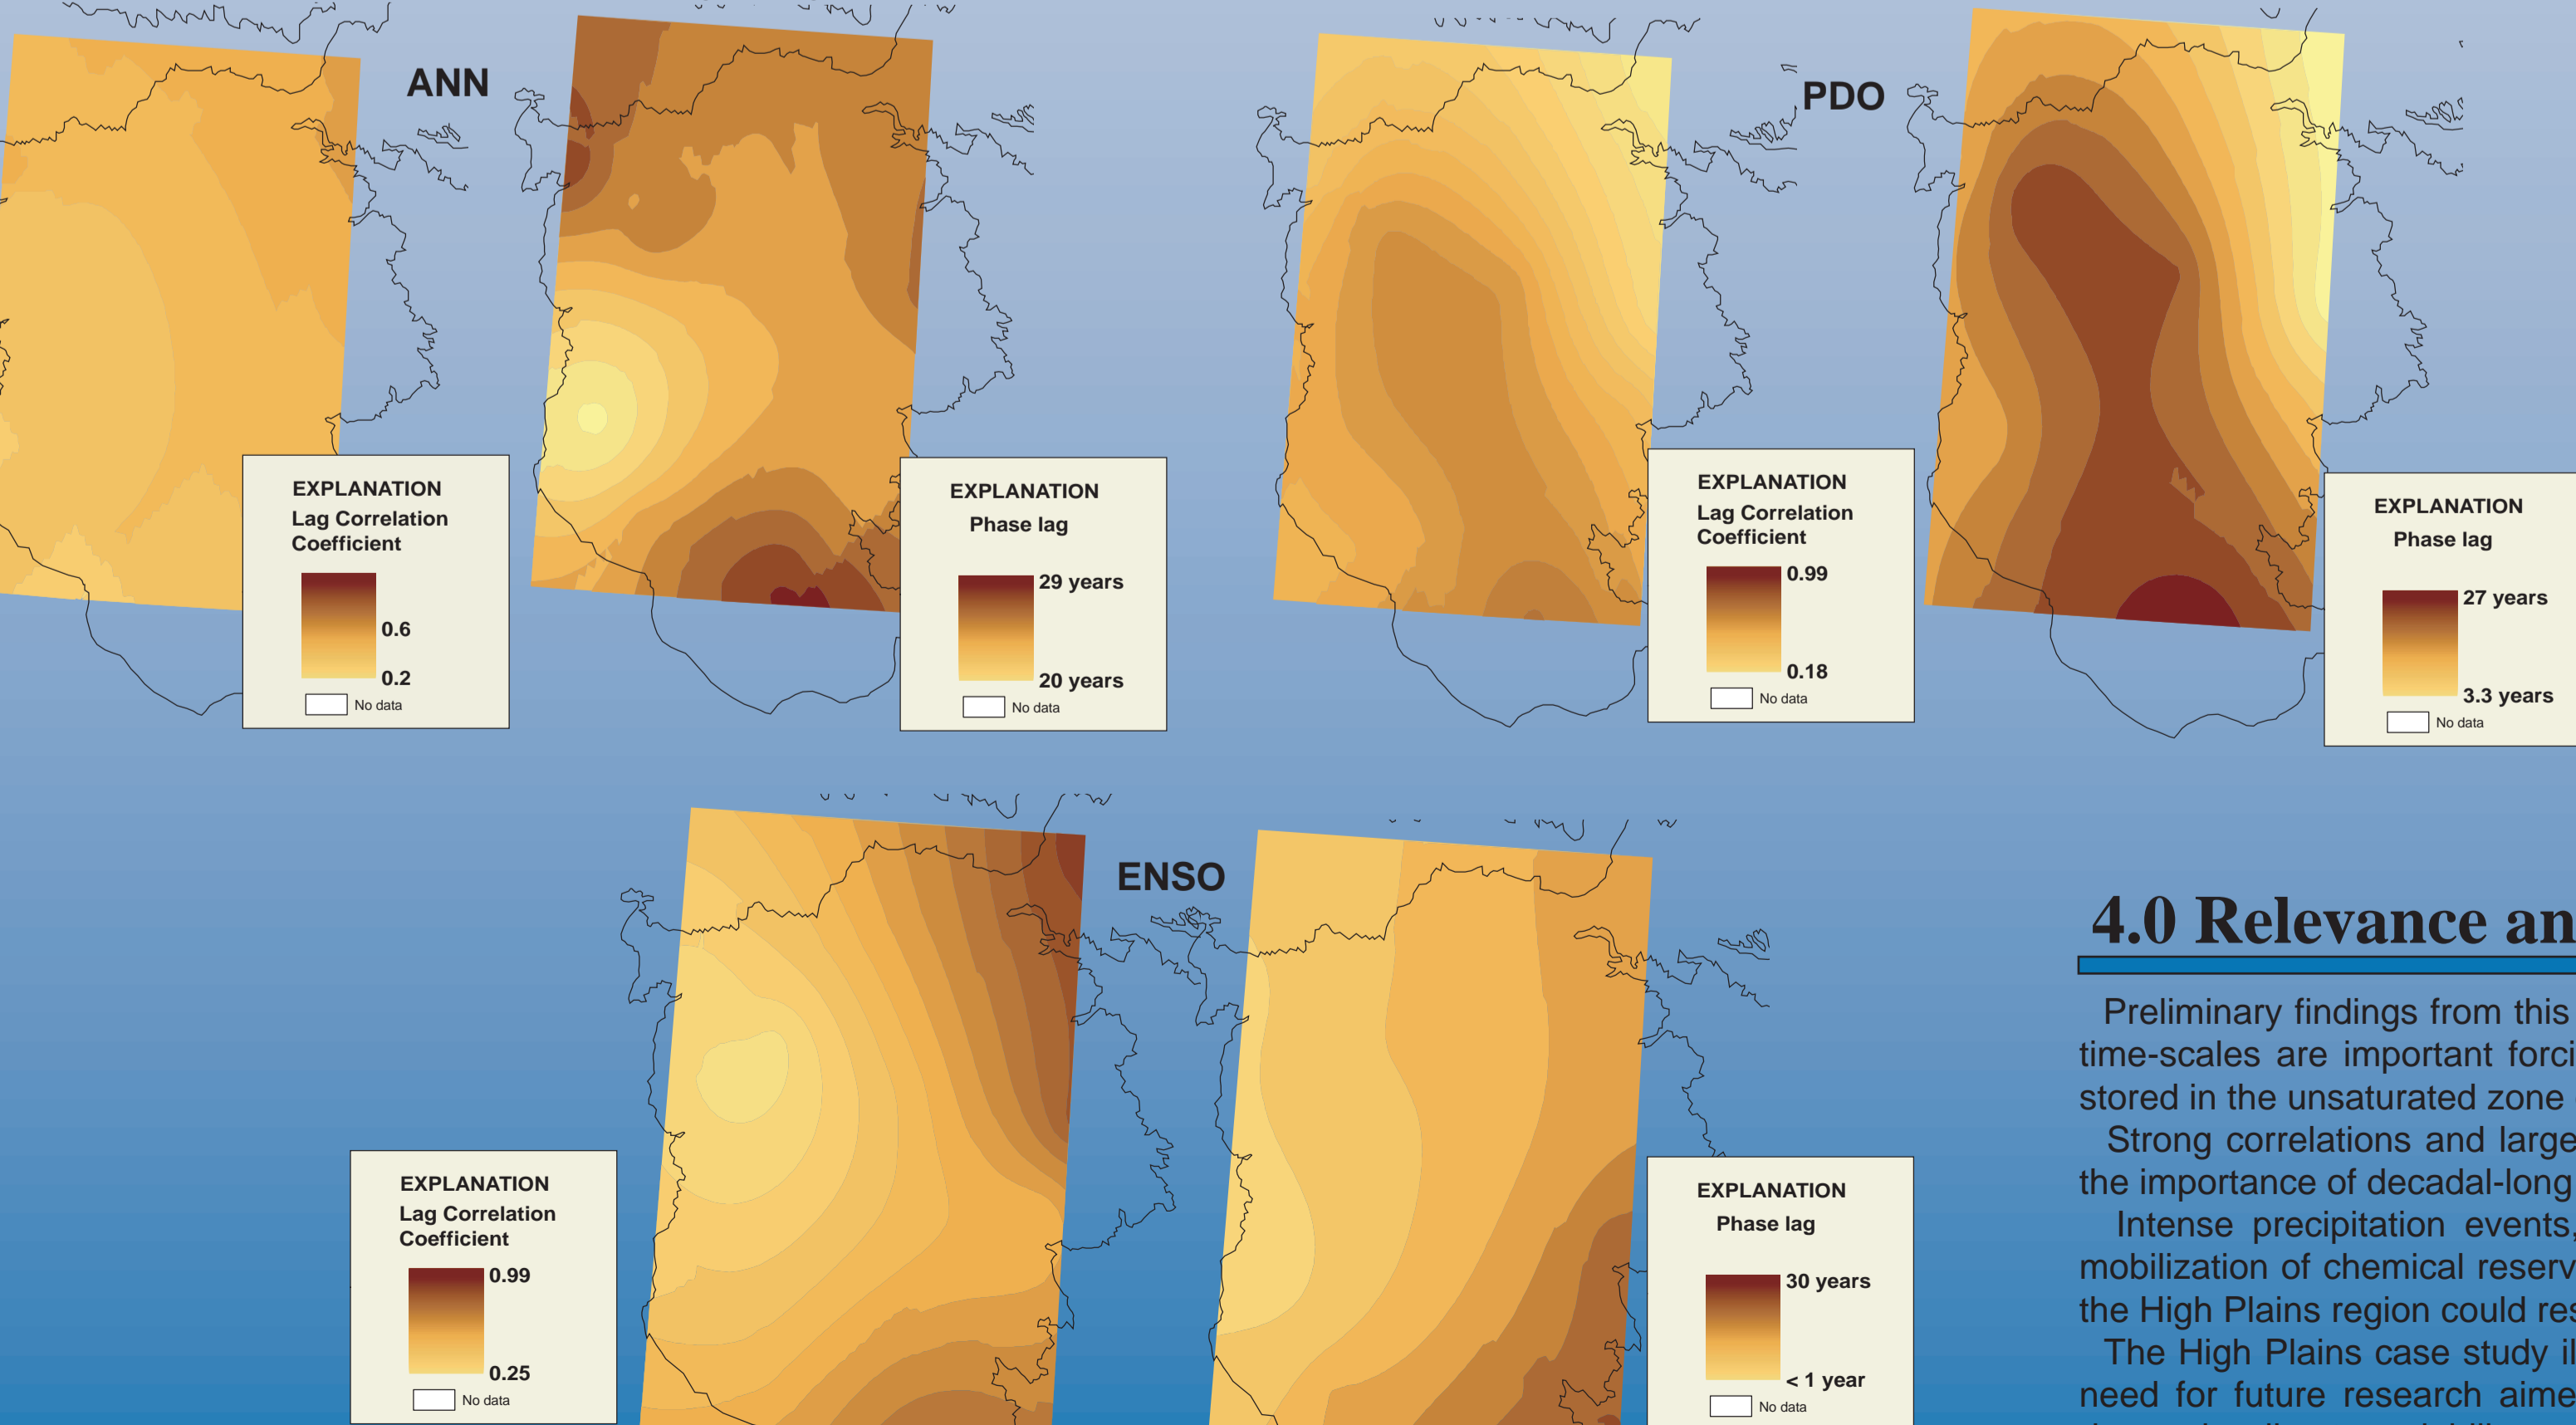 ANN
PDO
EXPLANATION
Lag Correlation
Coefficient
0.6
0.2
No data
EXPLANATION
Phase lag
29 years
20 years
No data
EXPLANATION
Lag Correlation
Coefficient
0.99
0.18
No data
EXPLANATION
Phase lag
27 years
3.3 years
No data
ENSO
EXPLANATION
Lag Correlation
Coefficient
0.99
0.25
No data
EXPLANATION
Phase lag
30 years
< 1 year
No data
4.0 Relevance an
Preliminary findings from this
time-scales are important forci
stored in the unsaturated zone
Strong correlations and large
the importance of decadal-long
Intense precipitation events,
mobilization of chemical reserv
the High Plains region could res
The High Plains case study il
need for future research aime